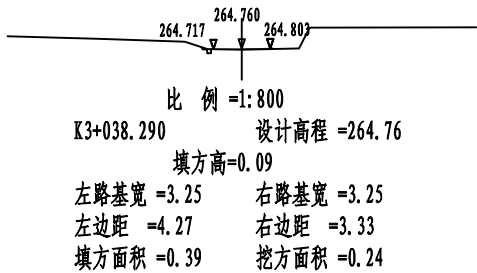 264.760
264.717
264.803
比 例 =1:800
K3+038.290 设计高程 =264.76
填方高=0.09
左路基宽 =3.25 右路基宽 =3.25
左边距 =4.27 右边距 =3.33
填方面积 =0.39 挖方面积 =0.24